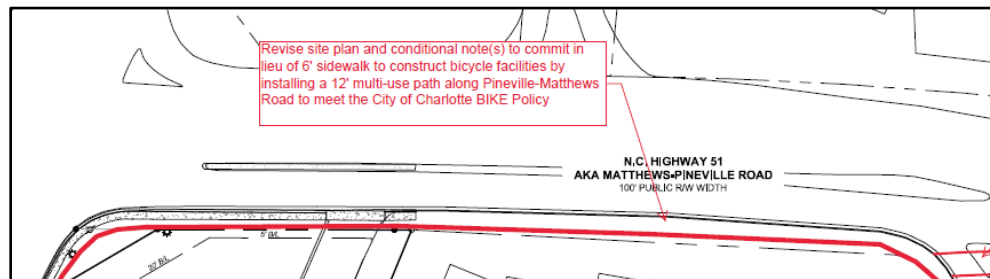 Revise site plan and conditional note(s) to commit in
lieu of 6' sidewalk to construct bicycle facilities by
installing a 12' multi-use path along Pineville-Matthews
Road to meet the City of Charlotte BIKE Policy
N.C. HIGHWAY 51
AKA MATTHEWS-PINEVILLE ROAD
100' PUBLIC R/W WIDTH
5' B/L
20' B/L